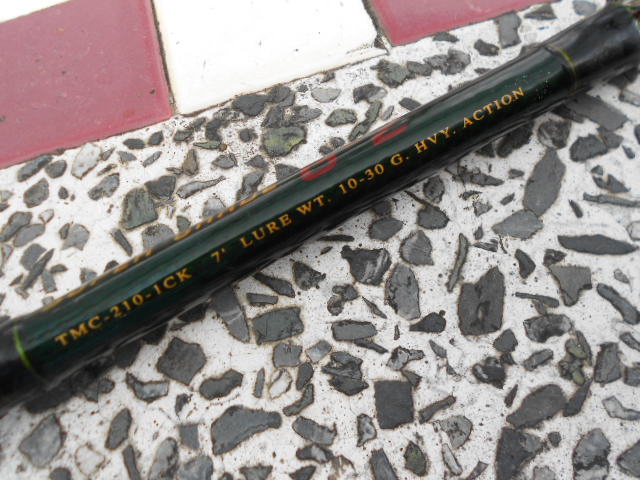 TMC-210-1CK 7' LURE WT. 10-30 G. HVY. ACTION